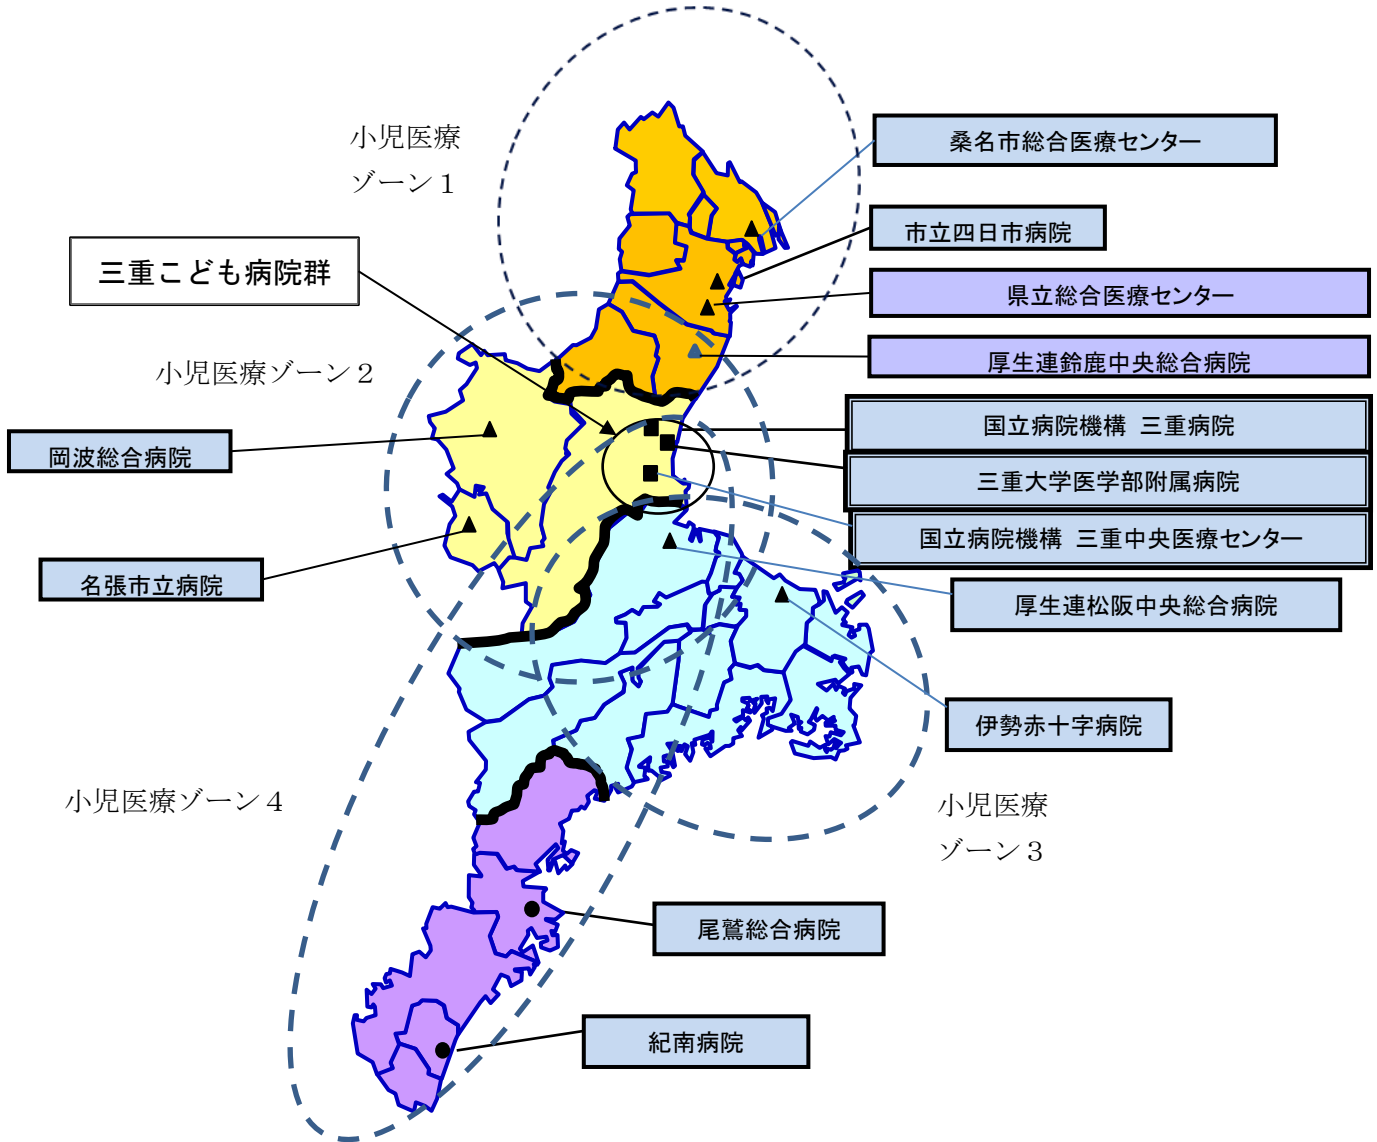 小児医療
ゾーン１
桑名市総合医療センター
市立四日市病院
三重こども病院群
県立総合医療センター
厚生連鈴鹿中央総合病院
小児医療ゾーン２
国立病院機構 三重病院
岡波総合病院
三重大学医学部附属病院
国立病院機構 三重中央医療センター
名張市立病院
厚生連松阪中央総合病院
伊勢赤十字病院
小児医療ゾーン４
小児医療
ゾーン３
尾鷲総合病院
紀南病院